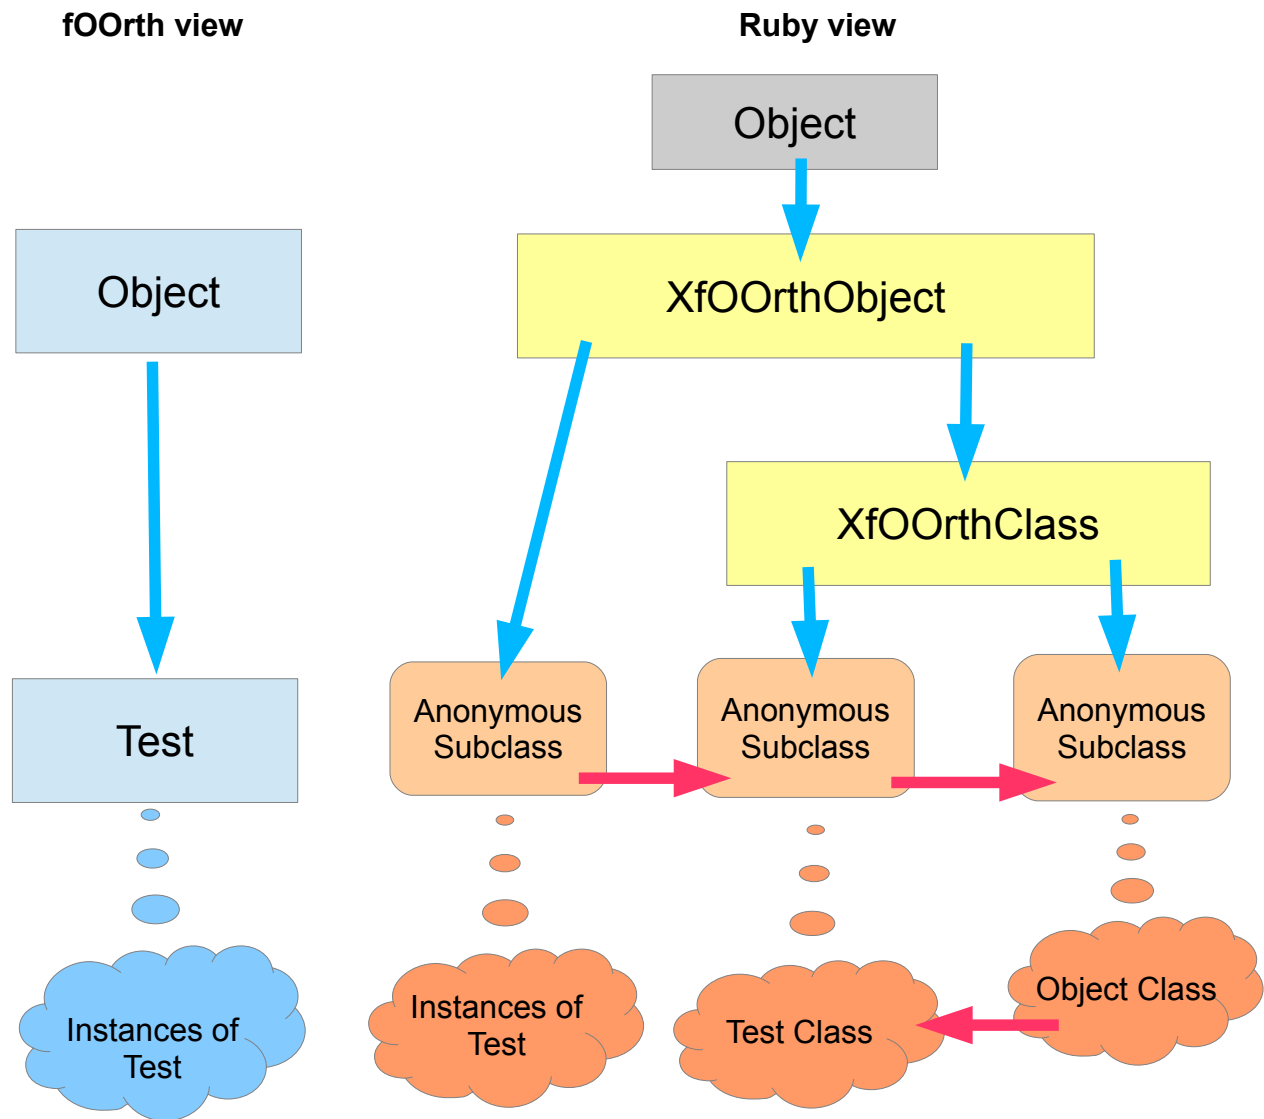 fOOrth view
Ruby view
Object
Object
XfOOrthObject
XfOOrthClass
Test
Anonymous
Subclass
Anonymous
Subclass
Anonymous
Subclass
Instances of
Test
Instances of
Test
Test Class
Object Class